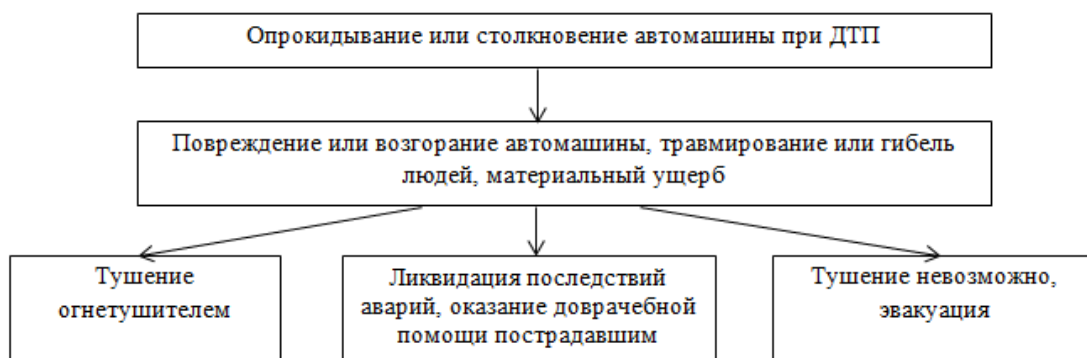 Опрокидывание или столкновение автомашины при ДТП
Повреждение или возгорание автомашины, травмирование или гибель
людей, материальный ущерб
Тушение
огнетушителем
Ликвидация последствий
аварий, оказание доврачебной
помощи пострадавшим
Тушение невозможно,
эвакуация